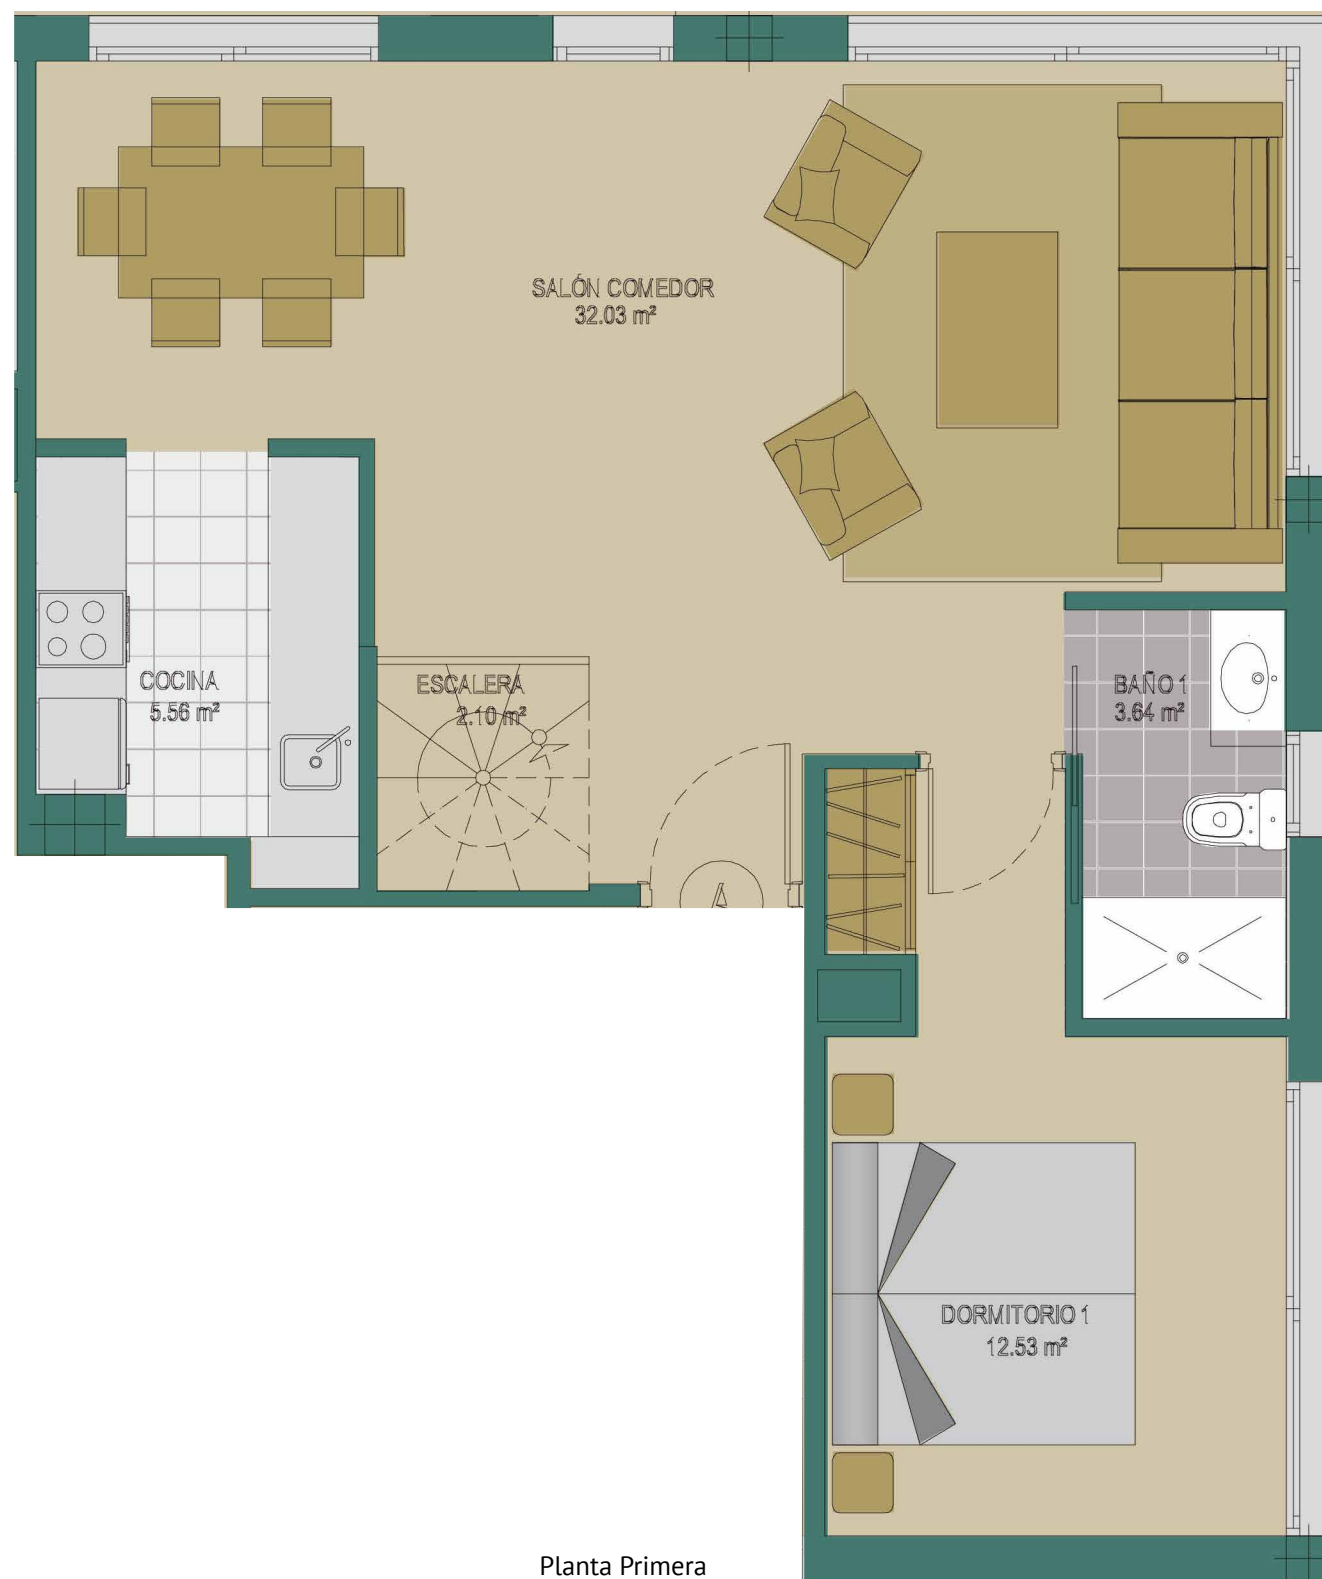 SALÓN COMEDOR
32.03 m²
COCINA
5.56 m²
ESCALERA
2.10 m²
BAÑO 1
3.64 m²
A
DORMITORIO 1
12.53 m²
Planta Primera